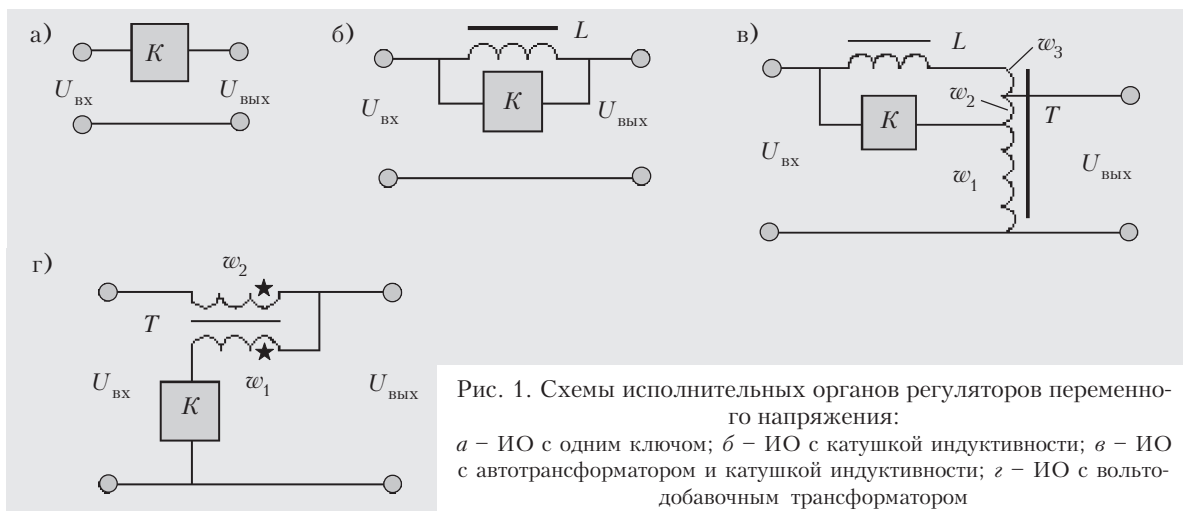 а)
К
U вх
U вых
б)
L
К
U вх
U вых
в)
L
w3
w2
К
T
U вх
w1
U вых
г)
w2
T
w1
U вх
К
U вых
Рис. 1. Схемы исполнительных органов регуляторов переменно-
го напряжения:
а – ИО с одним ключом; б – ИО с катушкой индуктивности; в – ИО
с автотрансформатором и катушкой индуктивности; г – ИО с вольто-
добавочным трансформатором